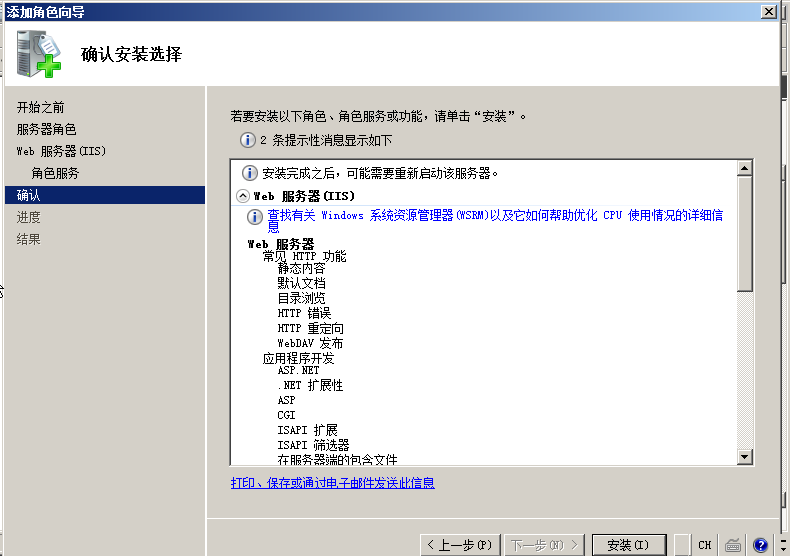 添加角色向导
确认安装选择
开始之前
服务器角色
Web 服务器(IIS)
角色服务
确认
进度
结果
若要安装以下角色、角色服务或功能，请单击“安装”。
2 条提示性消息显示如下
安装完成之后，可能需要重新启动该服务器。
Web 服务器(IIS)
查找有关 Windows 系统资源管理器(WSRM)以及它如何帮助优化 CPU 使用情况的详细信
息
Web 服务器
常见 HTTP 功能
静态内容
默认文档
目录浏览
HTTP 错误
HTTP 重定向
WebDAV 发布
应用程序开发
ASP.NET
.NET 扩展性
ASP
CGI
ISAPI 扩展
ISAPI 筛选器
在服务器端的包含文件
打印、保存或通过电子邮件发送此信息
< 上一步(P) 下一步(N) > 安装(I) CH